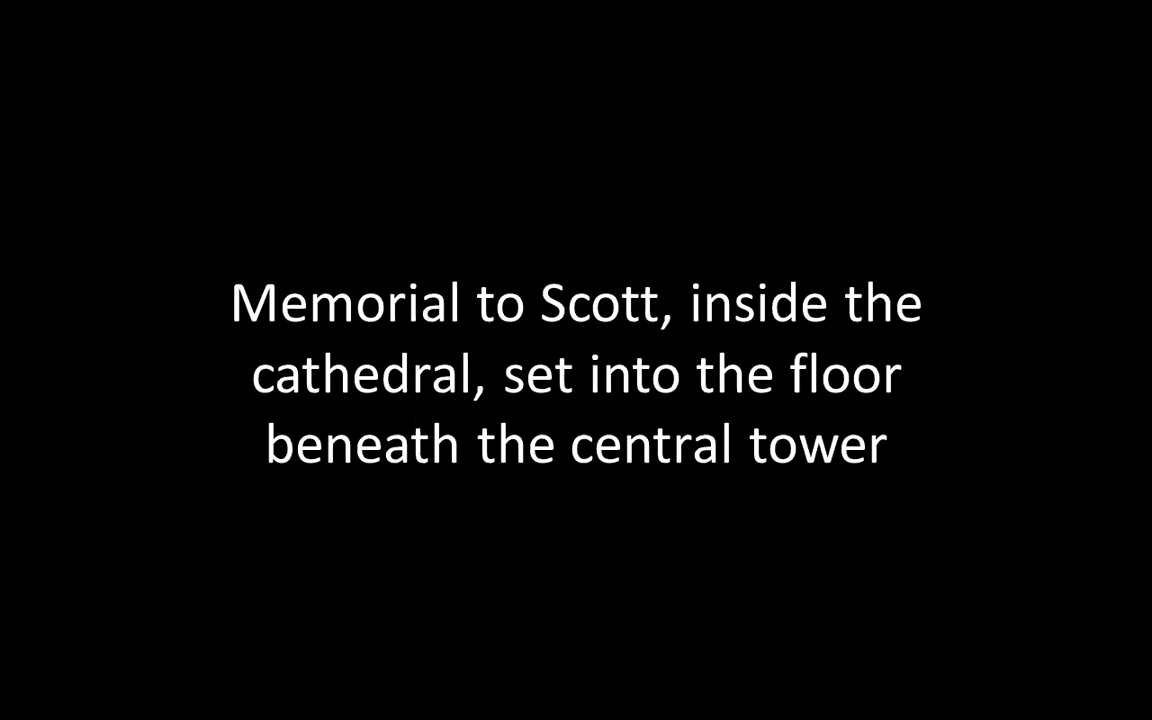 Memorial to Scott, inside the
cathedral, set into the floor
beneath the central tower